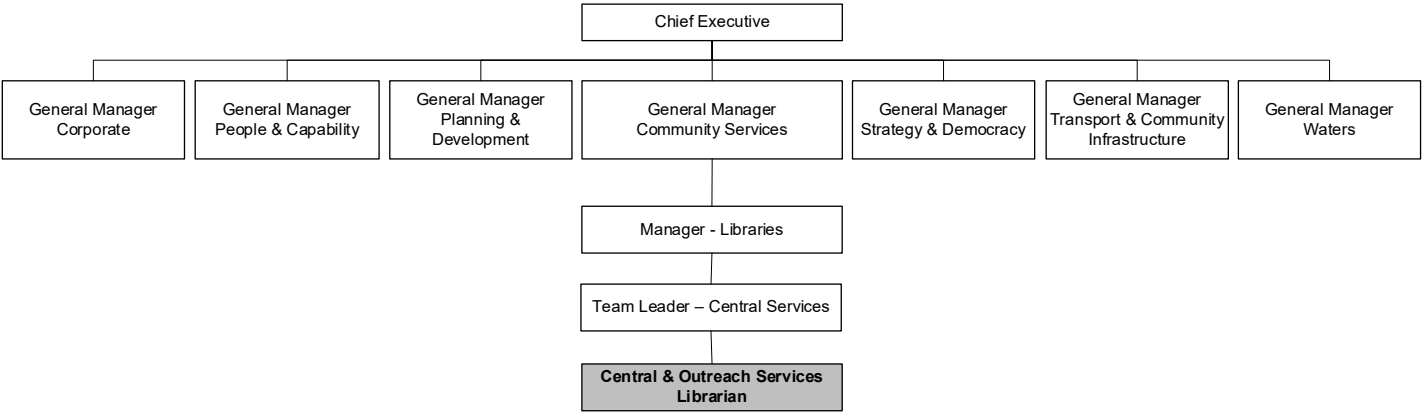 Chief Executive
General Manager
Corporate
General Manager
People & Capability
General Manager
Planning &
Development
General Manager
Community Services
General Manager
Strategy & Democracy
General Manager
Transport & Community
Infrastructure
General Manager
Waters
Manager - Libraries
Team Leader – Central Services
Central & Outreach Services
Librarian